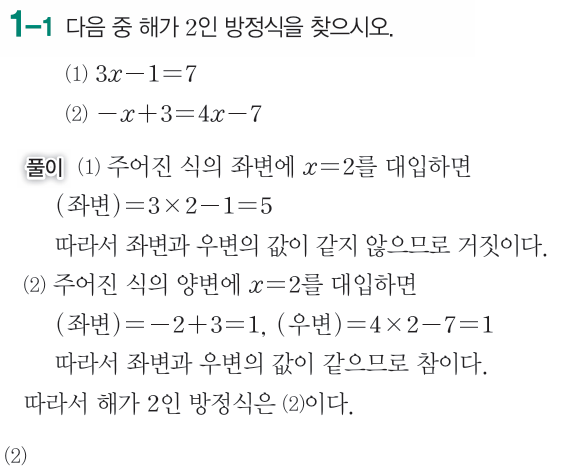 1-1 다음 중 해가 2인 방정식을 찾으시오.
(1) 3x-1=7
(2) -x+3=4x-7
풀이 (1) 주어진 식의 좌변에 x=2를 대입하면
(좌변)=3×2-1=5
따라서 좌변과 우변의 값이 같지 않으므로 거짓이다.
(2) 주어진 식의 양변에 x=2를 대입하면
(좌변)=-2+3=1, (우변)=4×2-7=1
따라서 좌변과 우변의 값이 같으므로 참이다.
따라서 해가 2인 방정식은 (2)이다.
(2)